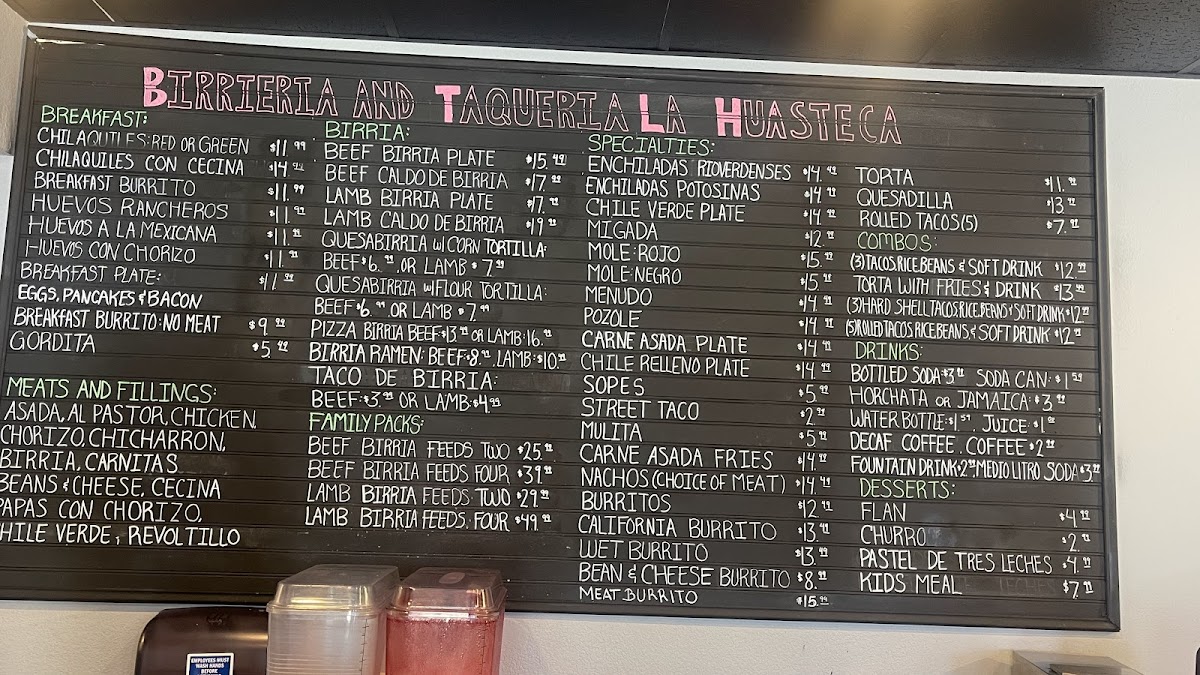 BIRRIERIA AND TAQUERIA LA HUASTECA
BREAKFAST:
CHILAQUILES: RED OR GREEN $11.99
CHILAQUILES CON CECINA $14.99
BREAKFAST BURRITO $11.99
HUEVOS RANCHEROS $11.99
HUEVOS A LA MEXICANA $11.99
HUEVOS CON CHORIZO $11.99
BREAKFAST PLATE: $11.99
EGGS, PANCAKES & BACON
BREAKFAST BURRITO: NO MEAT $9.99
GORDITA $5.99
MEATS AND FILLINGS:
ASADA, AL PASTOR, CHICKEN,
CHORIZO, CHICHARRON,
BIRRIA, CARNITAS
BEANS & CHEESE, CECINA
PAPAS CON CHORIZO,
CHILE VERDE, REVOLTILLO
BIRRIA:
BEEF BIRRIA PLATE $15.99
BEEF CALDO DE BIRRIA $17.99
LAMB BIRRIA PLATE $17.99
LAMB CALDO DE BIRRIA $19.99
QUESABIRRIA W/ CORN TORTILLA:
BEEF $6.99 OR LAMB $7.99
QUESABIRRIA W/ FLOUR TORTILLA:
BEEF $6.99 OR LAMB $7.99
PIZZA BIRRIA BEEF: $13.99 OR LAMB: 16.99
BIRRIA RAMEN: BEEF: $8.99, LAMB: $10.99
TACO DE BIRRIA:
BEEF: $3.99 OR LAMB: $4.99
FAMILY PACKS:
BEEF BIRRIA FEEDS TWO $25.99
BEEF BIRRIA FEEDS FOUR $39.99
LAMB BIRRIA FEEDS TWO $29.99
LAMB BIRRIA FEEDS FOUR $49.99
SPECIALTIES:
ENCHILADAS RIOVERDENSES $14.99
ENCHILADAS POTOSINAS $14.99
CHILE VERDE PLATE $14.99
MIGADA $12.99
MOLE: ROJO $15.99
MOLE: NEGRO $15.99
MENUDO $14.99
POZOLE $14.99
CARNE ASADA PLATE $14.99
CHILE RELLENO PLATE $14.99
SOPES $5.99
STREET TACO $2.99
MULITA $5.99
CARNE ASADA FRIES $14.99
NACHOS (CHOICE OF MEAT) $14.99
BURRITOS $12.99
CALIFORNIA BURRITO $13.99
WET BURRITO $13.99
BEAN & CHEESE BURRITO $8.99
MEAT BURRITO $15.99
TORTA $11.99
QUESADILLA $13.99
ROLLED TACOS (5) $7.99
COMBOS:
(3) TACOS, RICE, BEANS & SOFT DRINK $12.99
TORTA WITH FRIES & DRINK $13.99
(3) HARD SHELL TACOS, RICE, BEANS & SOFT DRINK $12.99
(5) ROLLED TACOS, RICE, BEANS & SOFT DRINK $12.99
DRINKS:
BOTTLED SODA: $3.99 SODA CAN: $1.59
HORCHATA OR JAMAICA: $3.99
WATER BOTTLE: $1.59, JUICE: $1.99
DECAF COFFEE, COFFEE $2.99
FOUNTAIN DRINK $2.99 MEDIO LITRO SODA $3.99
DESSERTS:
FLAN $4.99
CHURRO $2.99
PASTEL DE TRES LECHES $4.99
KIDS MEAL $7.99
EMPLOYEES MUST
WASH HANDS
BEFORE